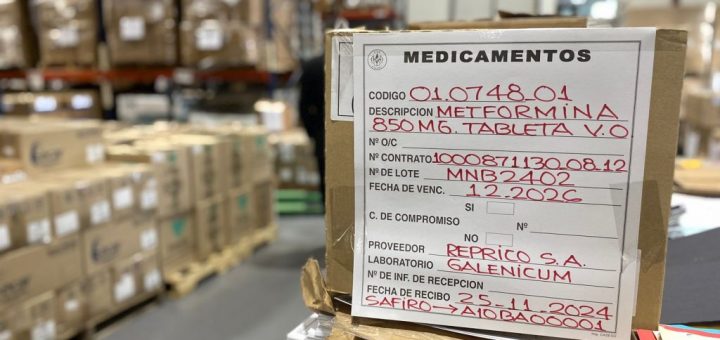 MEDICAMENTOS
CODIGO 01.0748.01
DESCRIPCION METFORMINA
850 MG. TABLETA V.O.
Nº O/C
Nº CONTRATO 1000871130.08.12
Nº DE LOTE MNB2402
FECHA DE VENC. 12.2026
SI
C. DE COMPROMISO Nº
NO
PROVEEDOR REPRICO S.A.
LABORATORIO GALENICUM
Nº DE INF. DE RECEPCION
FECHA DE RECIBO 25-11-2024
SAFIRO → A10BA00001